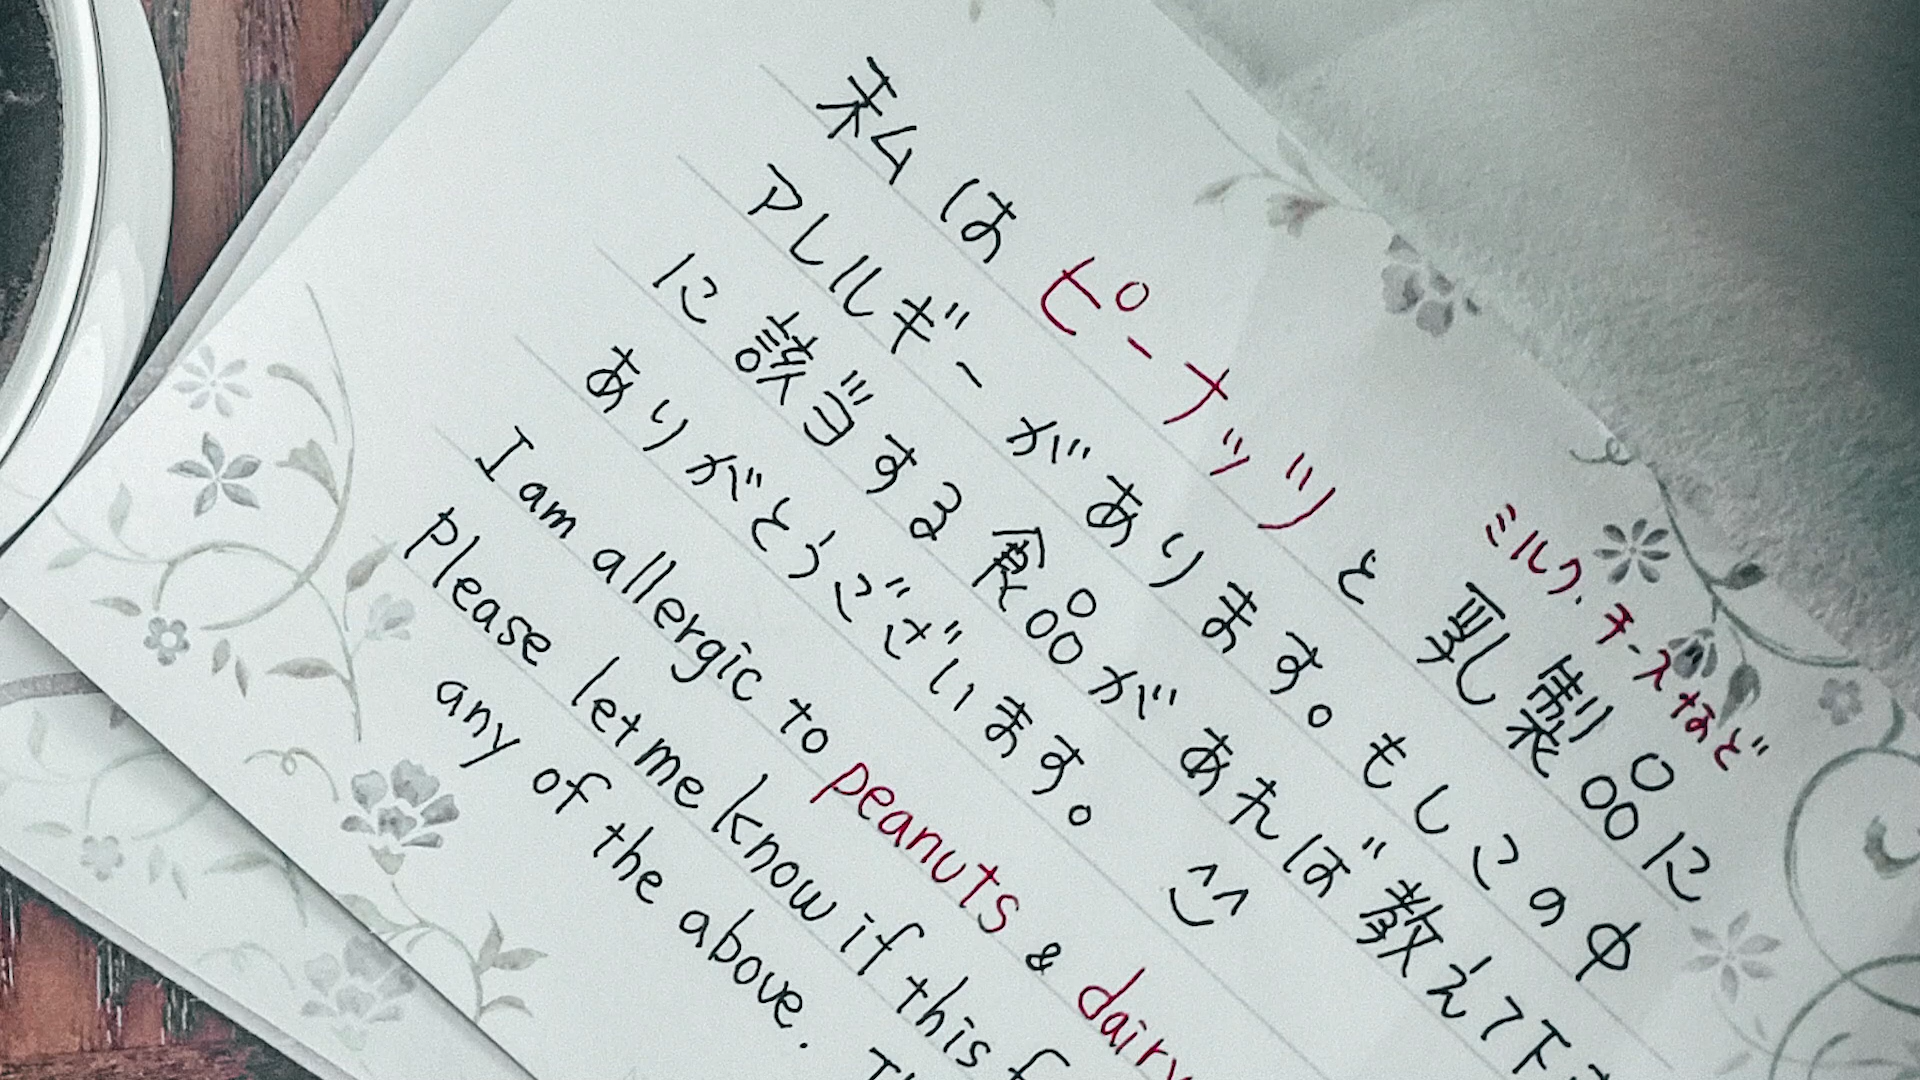 ミルク、チーズなど
私は ピーナッツ と 乳製品に
アレルギーがあります。もしこの中
に該当する食品があれば教えて下
ありがとうございます。
I am allergic to peanuts & dairy
Please let me know if this
any of the above.